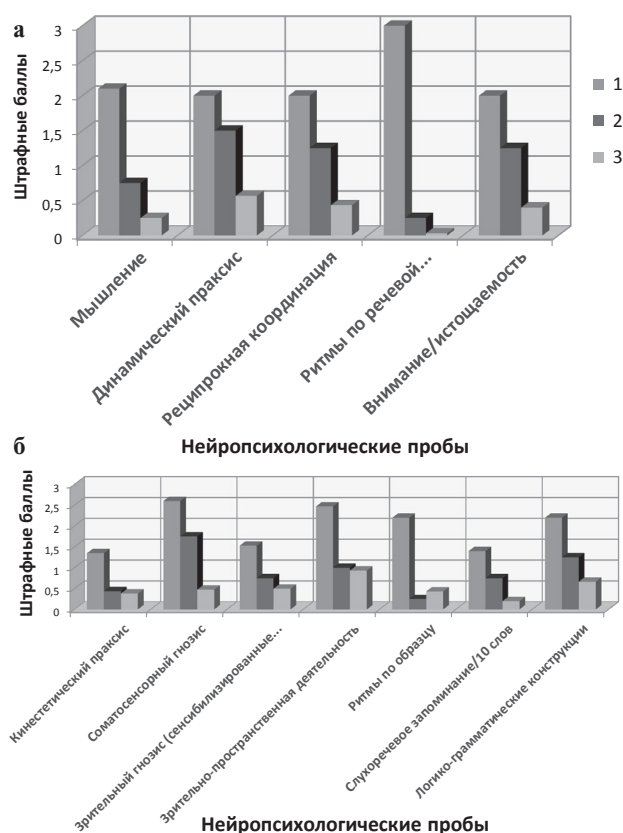 а
Штрафные баллы
3
2,5
2
1,5
1
0,5
0
1
2
3
Мышление
Динамический праксис
Реципрокная координация
Ритмы по речевой...
Внимание/истощаемость
Нейропсихологические пробы
б
Штрафные баллы
3
2,5
2
1,5
1
0,5
0
Кинестетический праксис
Соматосенсорный гнозис
Зрительный гнозис (сенсибилизированные...
Зрительно-пространственная деятельность
Ритмы по образцу
Слухоречевое запоминание/10 слов
Логико-грамматические конструкции
Нейропсихологические пробы